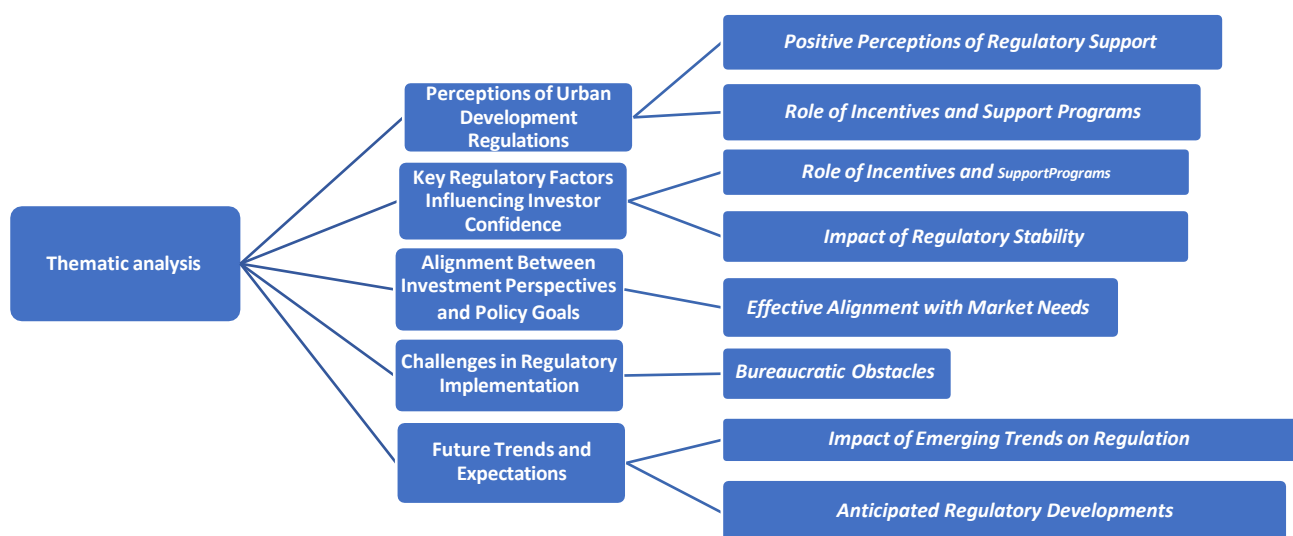 Thematic analysis
Perceptions of Urban
Development
Regulations
Key Regulatory Factors
Influencing Investor
Confidence
Alignment Between
Investment Perspectives
and Policy Goals
Challenges in Regulatory
Implementation
Future Trends and
Expectations
Positive Perceptions of Regulatory Support
Role of Incentives and Support Programs
Role of Incentives and SupportPrograms
Impact of Regulatory Stability
Effective Alignment with Market Needs
Bureaucratic Obstacles
Impact of Emerging Trends on Regulation
Anticipated Regulatory Developments